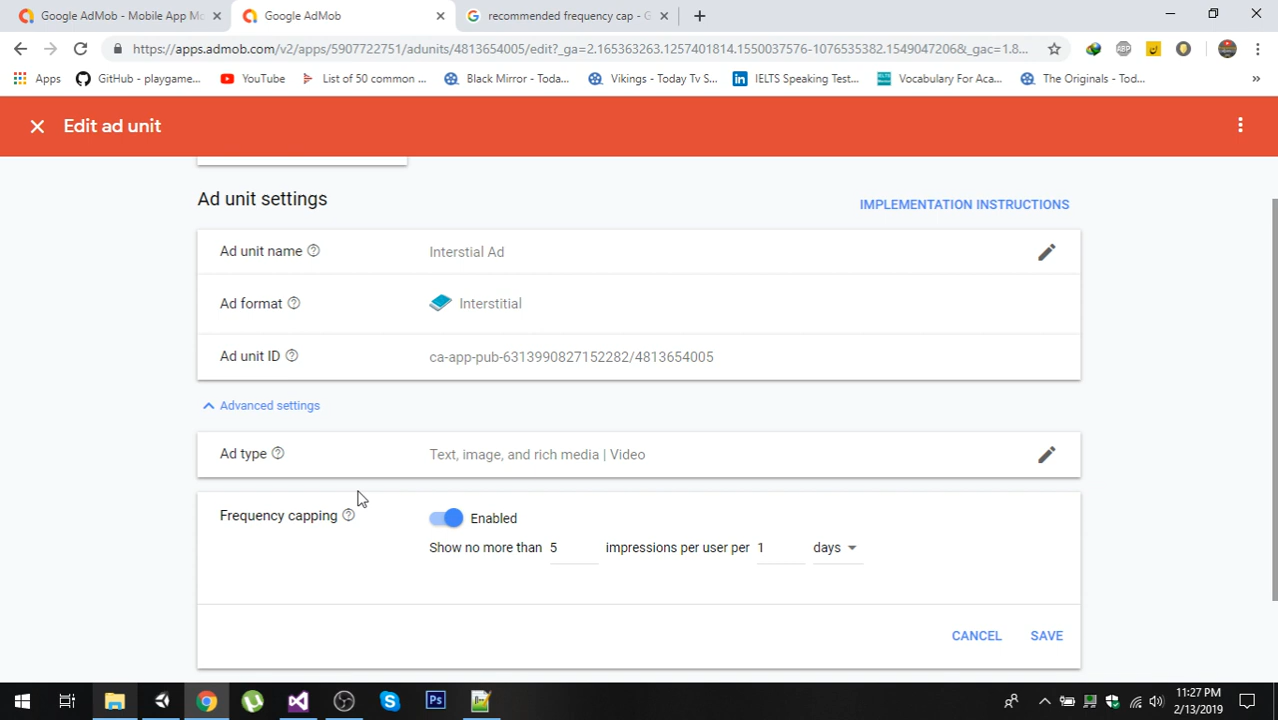 Google AdMob - Mobile App Mo
Google AdMob
recommended frequency cap - G
https://apps.admob.com/v2/apps/5907722751/adunits/4813654005/edit?_ga=2.165363263.1257401814.1550037576-1076535382.1549047206&_gac=1.8...
ABP
Apps
GitHub - playgame...
YouTube
List of 50 common ...
Black Mirror - Toda...
Vikings - Today Tv S...
IELTS Speaking Test...
Vocabulary For Aca...
The Originals - Tod...
Edit ad unit
Ad unit settings
IMPLEMENTATION INSTRUCTIONS
Ad unit name
Interstial Ad
Ad format
Interstitial
Ad unit ID
ca-app-pub-6313990827152282/4813654005
Advanced settings
Ad type
Text, image, and rich media | Video
Frequency capping
Enabled
Show no more than 5 impressions per user per 1 days
CANCEL
SAVE
11:27 PM
2/13/2019